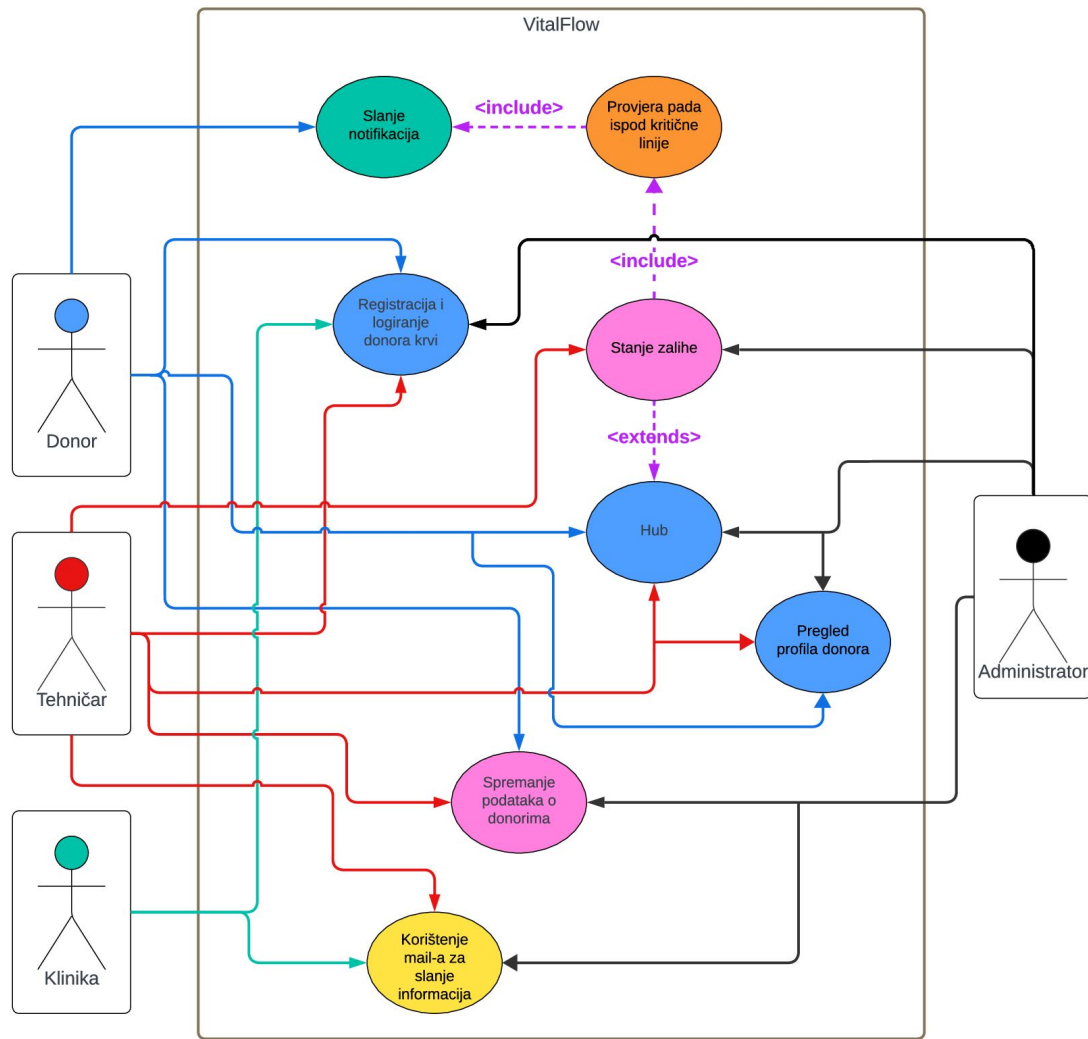 VitalFlow
Slanje
notifikacija
<include>
Provjera pada
ispod kritične
linije
<include>
Registracija i
logiranje
donora krvi
Stanje zalihe
Donor
<extends>
Hub
Pregled
profila donora
Tehničar
Administrator
Spremanje
podataka o
donorima
Klinika
Korištenje
mail-a za
slanje
informacija